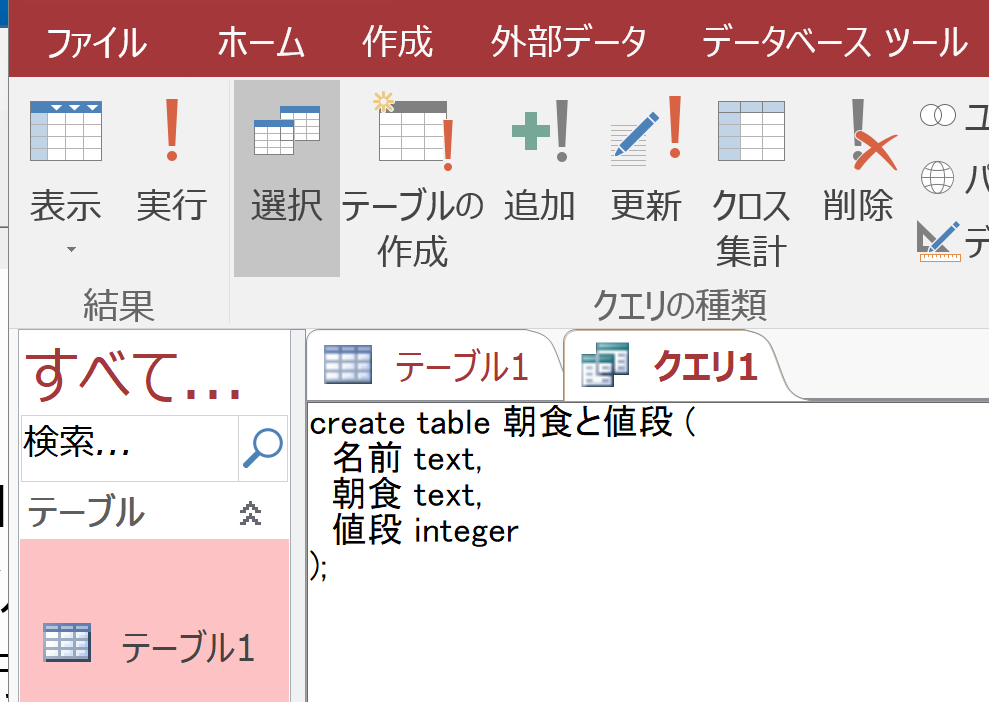 ファイル ホーム 作成 外部データ データベース ツール
表示 実行 選択 テーブルの作成 追加 更新 クロス集計 削除
結果 クエリの種類
すべて...
テーブル1 クエリ1
検索...
テーブル
テーブル1
create table 朝食と値段 (
名前 text,
朝食 text,
値段 integer
);